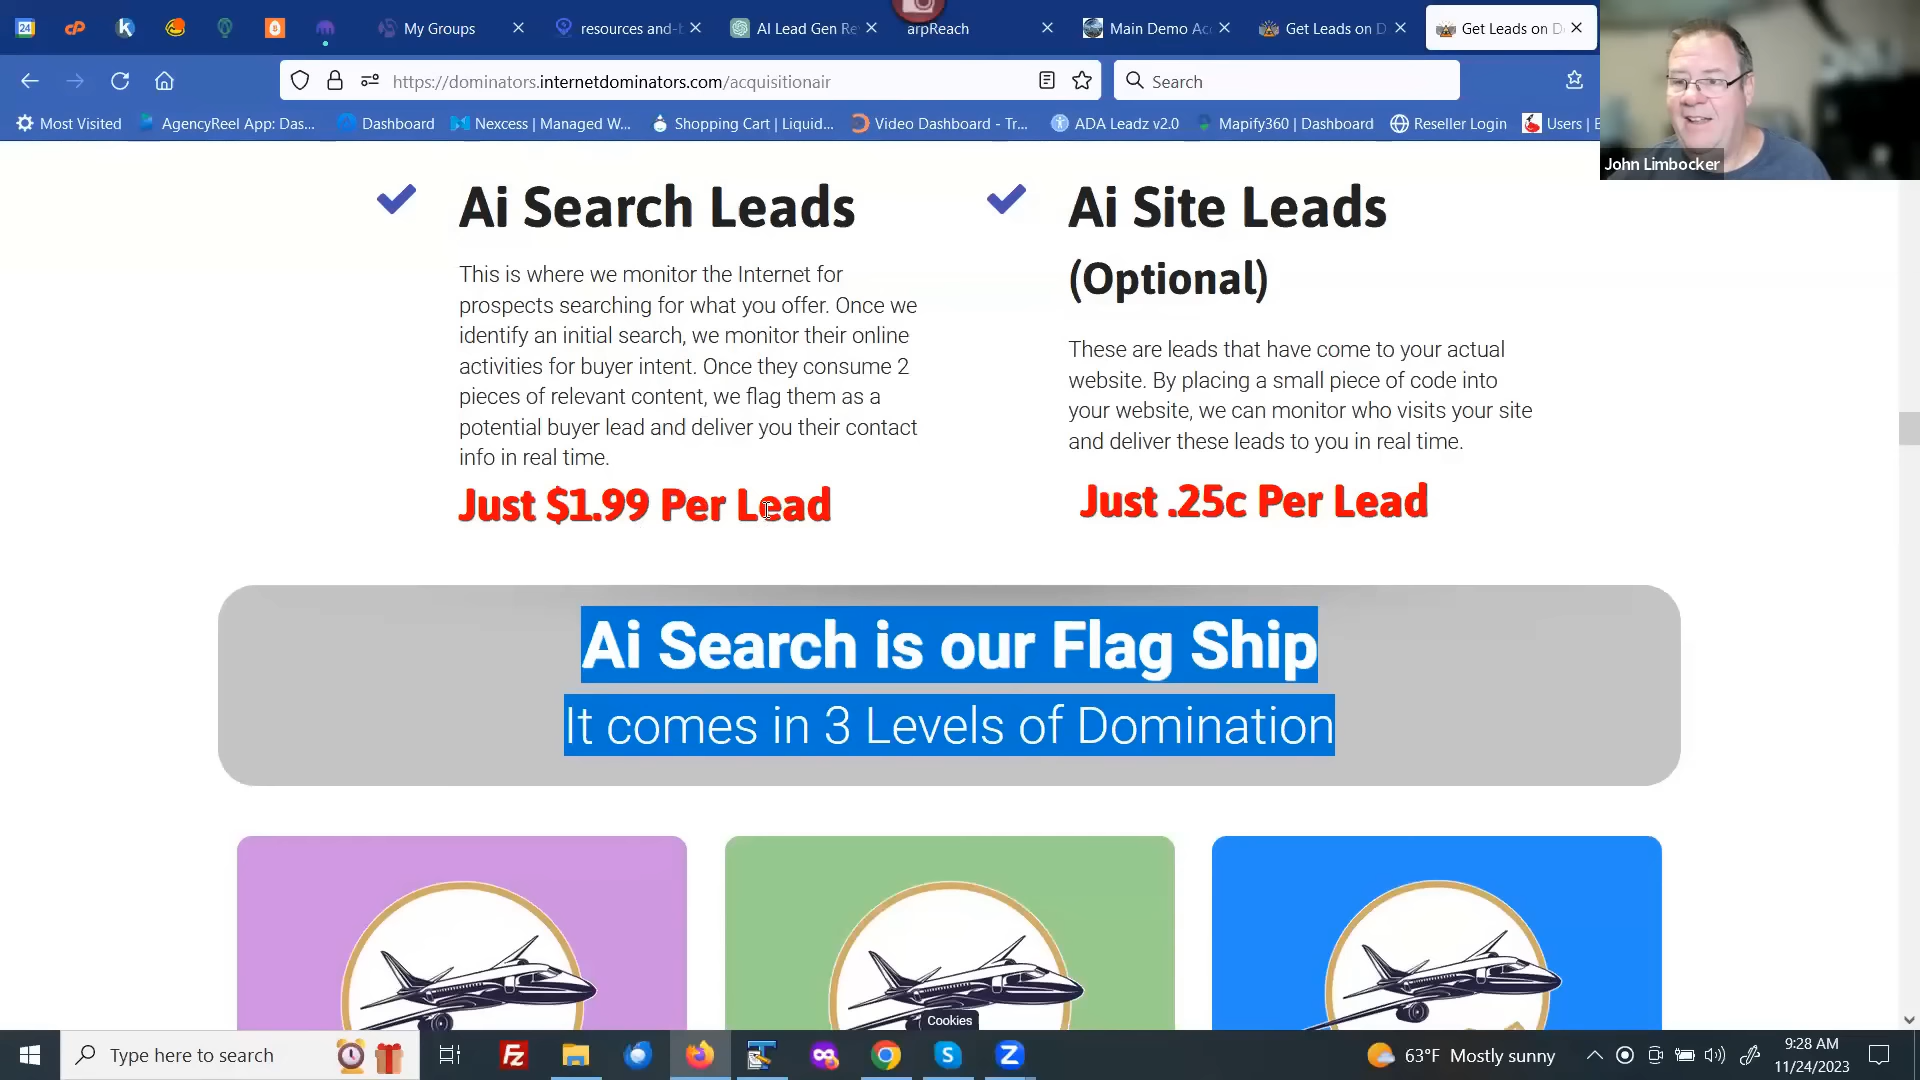 24
My Groups
resources and-b
AI Lead Gen Re
arpReach
Main Demo Acc
Get Leads on D
Get Leads on D
https://dominators.internetdominators.com/acquisitionair
Search
Most Visited
AgencyReel App: Das...
Dashboard
Nexcess | Managed W...
Shopping Cart | Liquid...
Video Dashboard - Tr...
ADA Leadz v2.0
Mapify360 | Dashboard
Reseller Login
Users | E
John Limbocker
Ai Search Leads
This is where we monitor the Internet for
prospects searching for what you offer. Once we
identify an initial search, we monitor their online
activities for buyer intent. Once they consume 2
pieces of relevant content, we flag them as a
potential buyer lead and deliver you their contact
info in real time.
Just $1.99 Per Lead
Ai Site Leads
(Optional)
These are leads that have come to your actual
website. By placing a small piece of code into
your website, we can monitor who visits your site
and deliver these leads to you in real time.
Just .25c Per Lead
Ai Search is our Flag Ship
It comes in 3 Levels of Domination
Cookies
Type here to search
63°F Mostly sunny
9:28 AM
11/24/2023